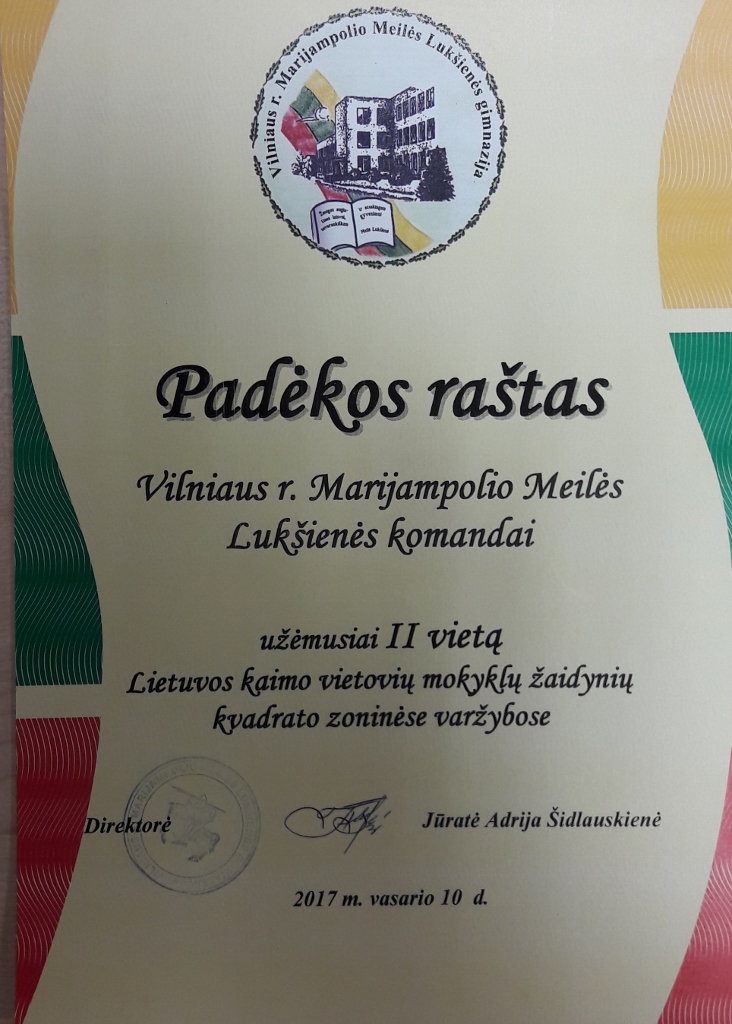 Vilniaus r. Marijampolio Meilės Lukšienės gimnazija
Padėkos raštas
Vilniaus r. Marijampolio Meilės
Lukšienės komandai
užėmusiai II vietą
Lietuvos kaimo vietovių mokyklų žaidynių
kvadrato zoninėse varžybose
Direktorė
Jūratė Adrija Šidlauskienė
2017 m. vasario 10 d.